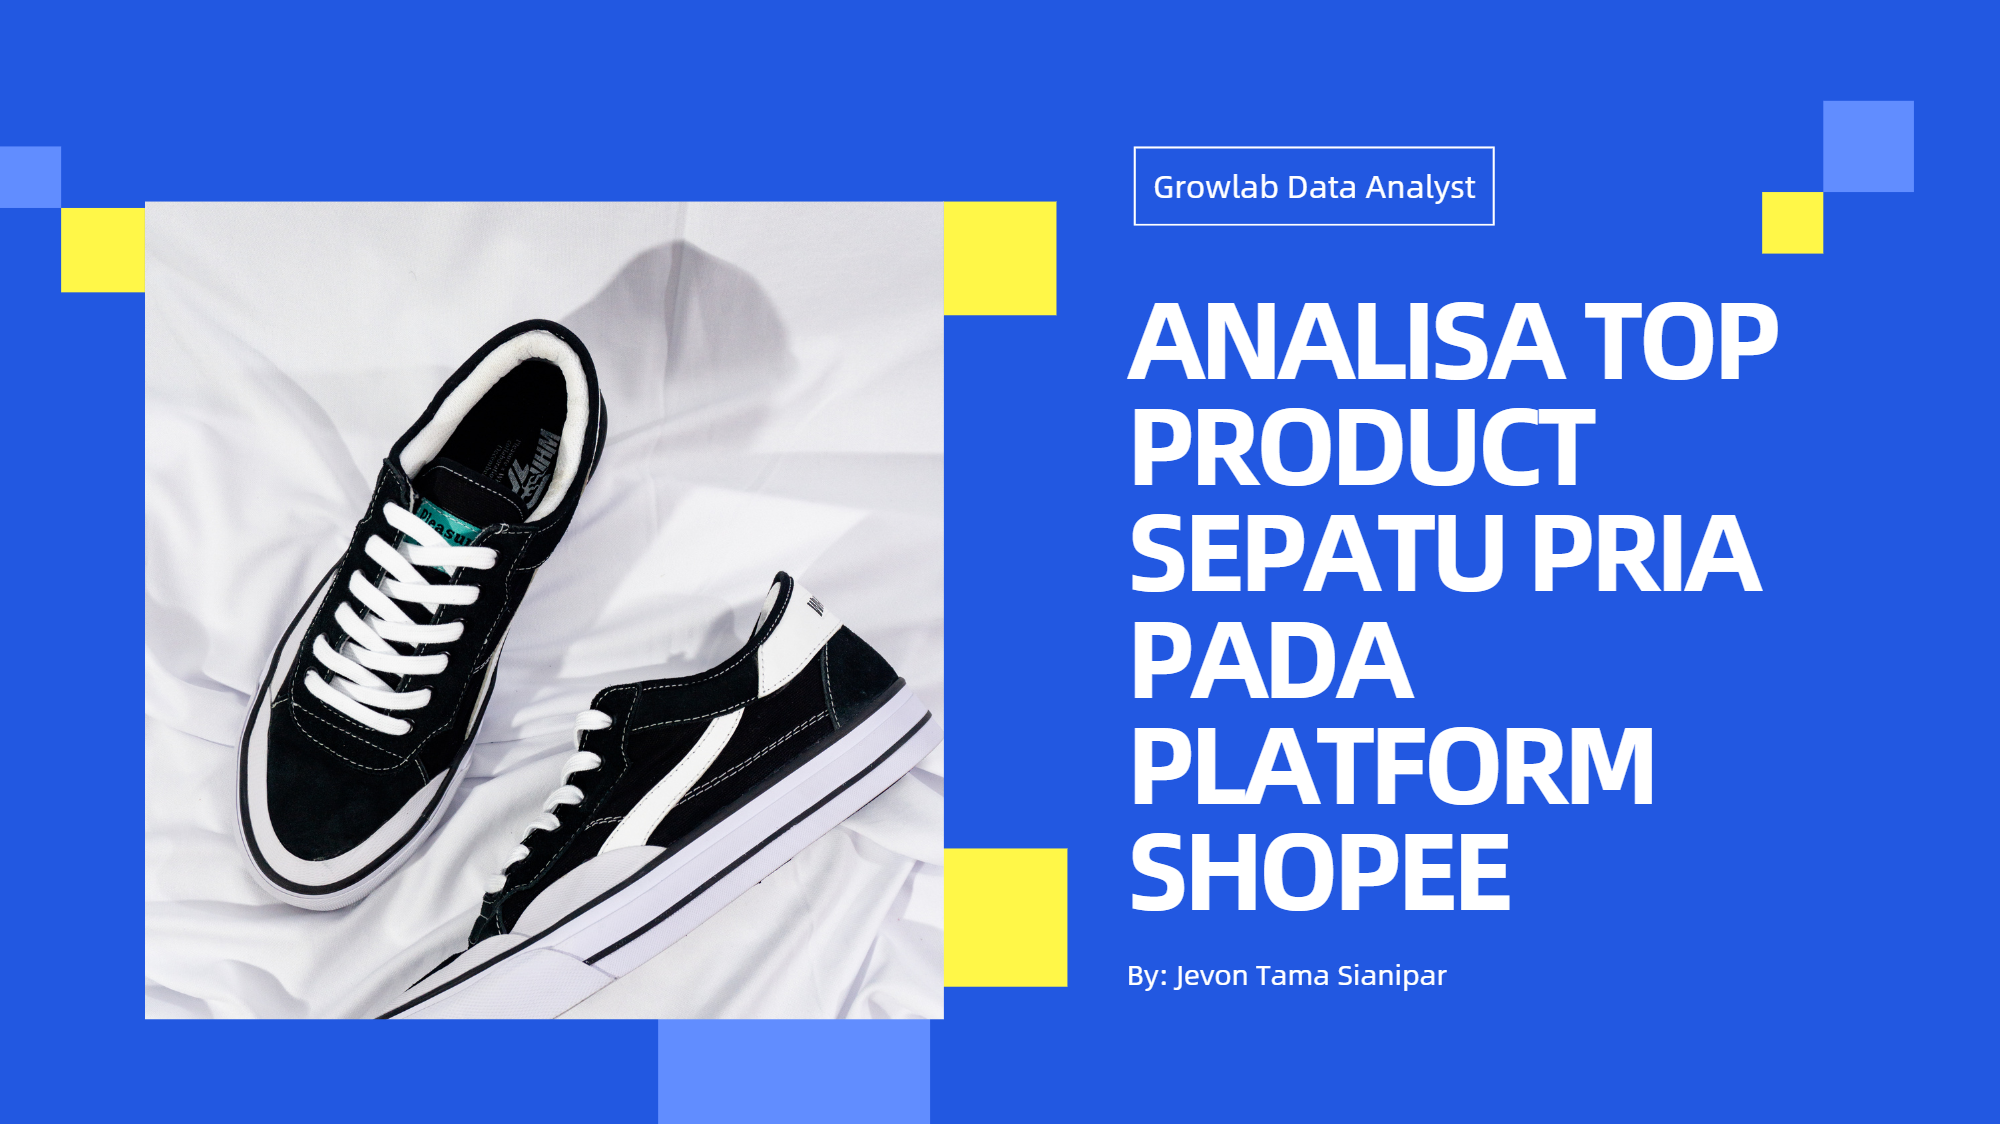 Growlab Data Analyst
ANALISA TOP
PRODUCT
SEPATU PRIA
PADA
PLATFORM
SHOPEE
By: Jevon Tama Sianipar